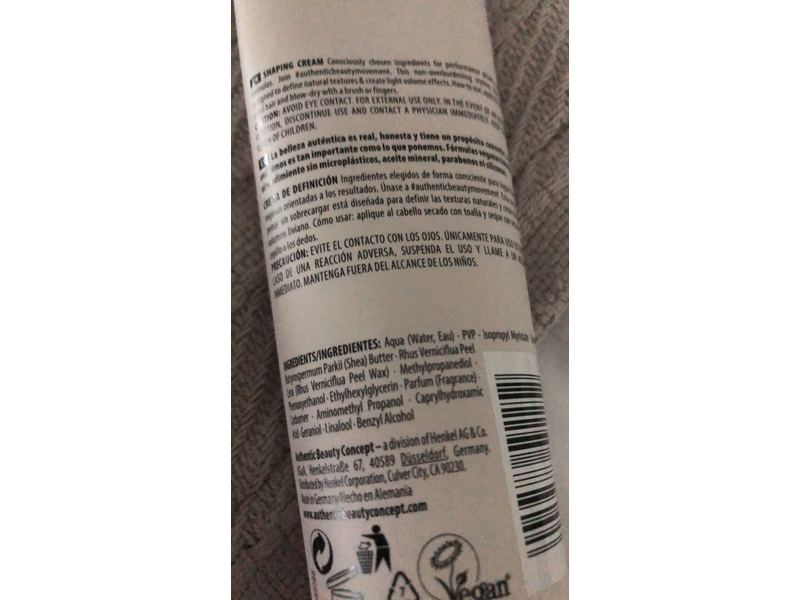 SHAPING CREAM Consciously chosen ingredients for performance
Join #authenticbeautymovement. This non-overburdening
to define natural textures & create light volume effects. How to use:
hair and blow-dry with a brush or fingers.
AVOID EYE CONTACT. FOR EXTERNAL USE ONLY. IN THE EVENT OF
DISCONTINUE USE AND CONTACT A PHYSICIAN IMMEDIATELY.
OF CHILDREN.
La belleza auténtica es real, honesta y tiene un propósito
es tan importante como lo que ponemos. Fórmulas
sin microplásticos, aceite mineral, parabenos ni
CREMA DE DEFINICIÓN Ingredientes elegidos de forma consciente para
orientadas a los resultados. Únase a #authenticbeautymovement.
sin sobrecargar está diseñada para definir las texturas naturales y
volumen liviano. Cómo usar: aplique al cabello secado con toalla y seque con
o los dedos.
PRECAUCIÓN: EVITE EL CONTACTO CON LOS OJOS. ÚNICAMENTE PARA USO
CASO DE UNA REACCIÓN ADVERSA, SUSPENDA EL USO Y LLAME A UN
INMEDIATO. MANTENGA FUERA DEL ALCANCE DE LOS NIÑOS.
INGREDIENTS/INGREDIENTES: Aqua (Water, Eau) · PVP · Isopropyl Myristate
Butyrospermum Parkii (Shea) Butter · Rhus Verniciflua Peel
Cera (Rhus Verniciflua Peel Wax) · Methylpropanediol
Phenoxyethanol · Ethylhexylglycerin · Parfum (Fragrance)
Carbomer · Aminomethyl Propanol · Caprylhydroxamic
Acid · Geraniol · Linalool · Benzyl Alcohol
Authentic Beauty Concept – a division of Henkel AG & Co.
KGaA, Henkelstraße 67, 40589 Düsseldorf, Germany.
Distributed by Henkel Corporation, Culver City, CA 90230.
Made in Germany/Hecho en Alemania
www.authenticbeautyconcept.com
7
Vegan